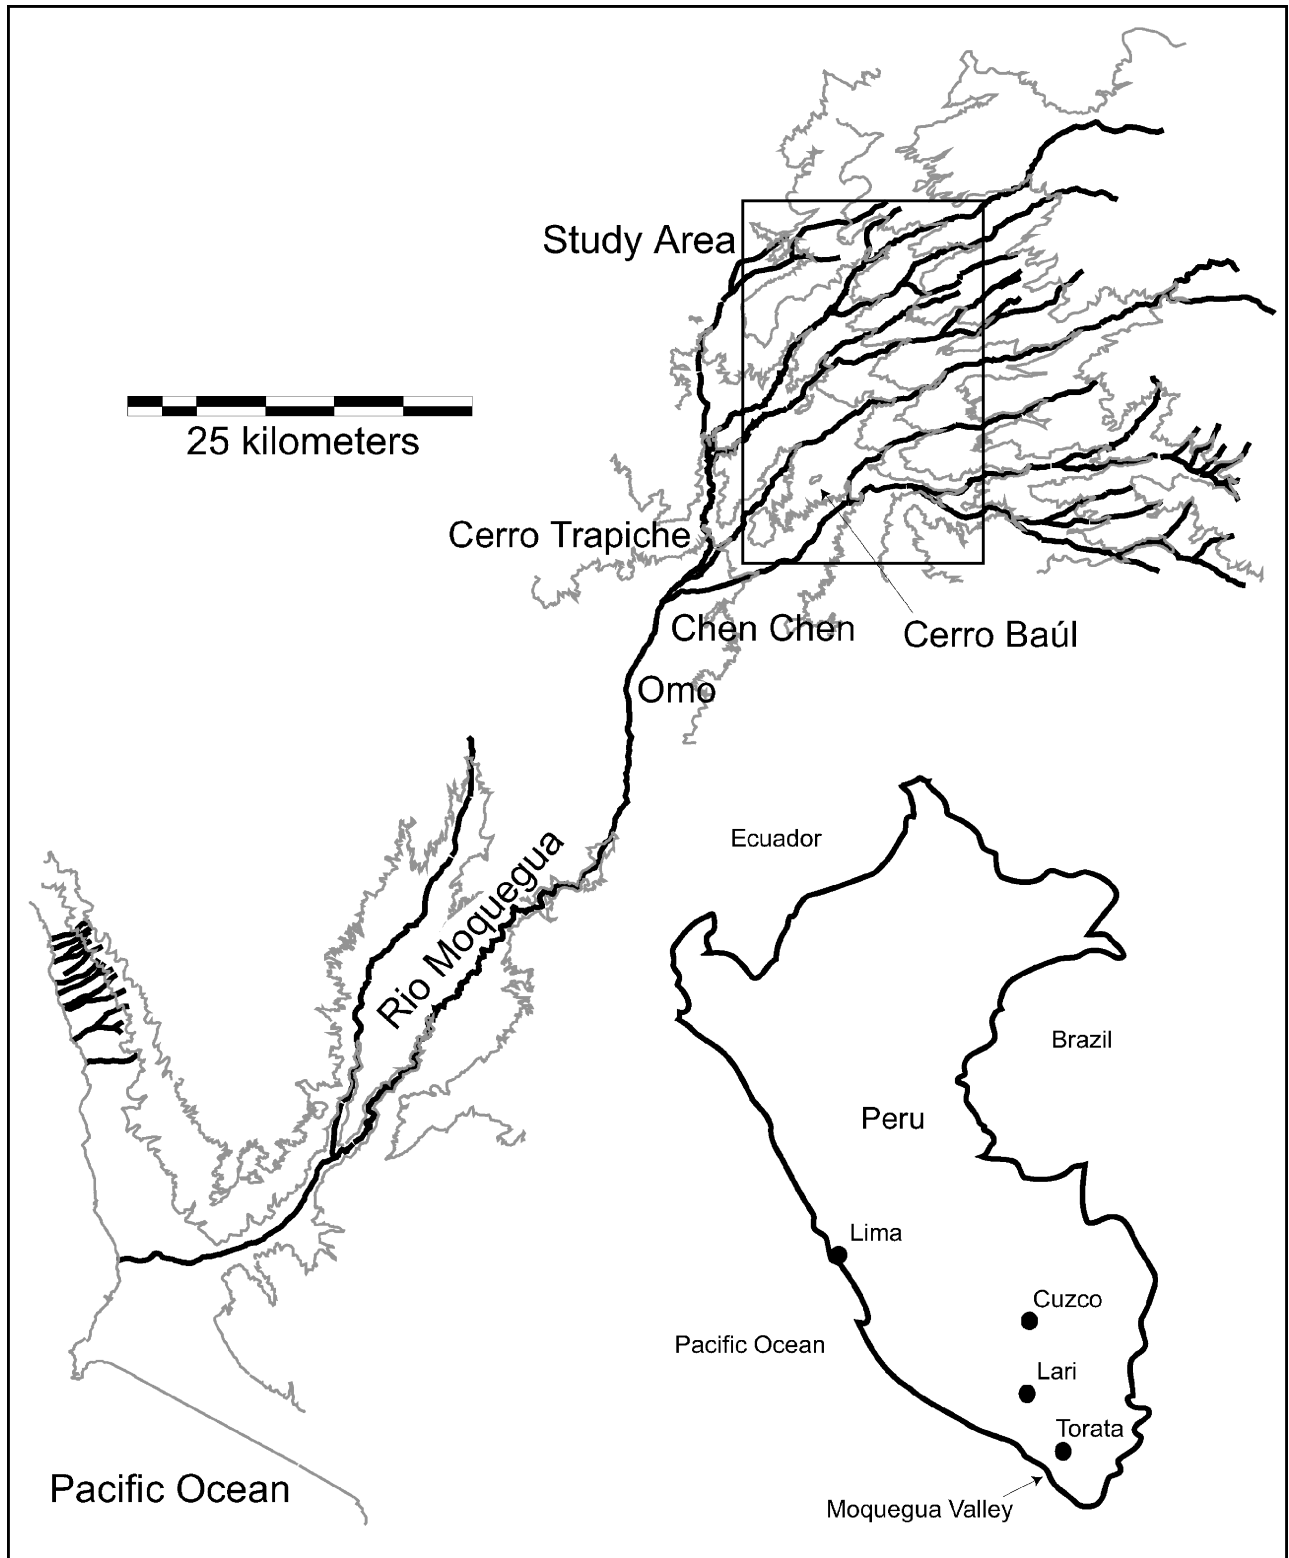 Study Area
25 kilometers
Cerro Trapiche
Chen Chen
Cerro Baúl
Omo
Rio Moquegua
Ecuador
Brazil
Peru
Lima
Cuzco
Pacific Ocean
Lari
Torata
Pacific Ocean
Moquegua Valley